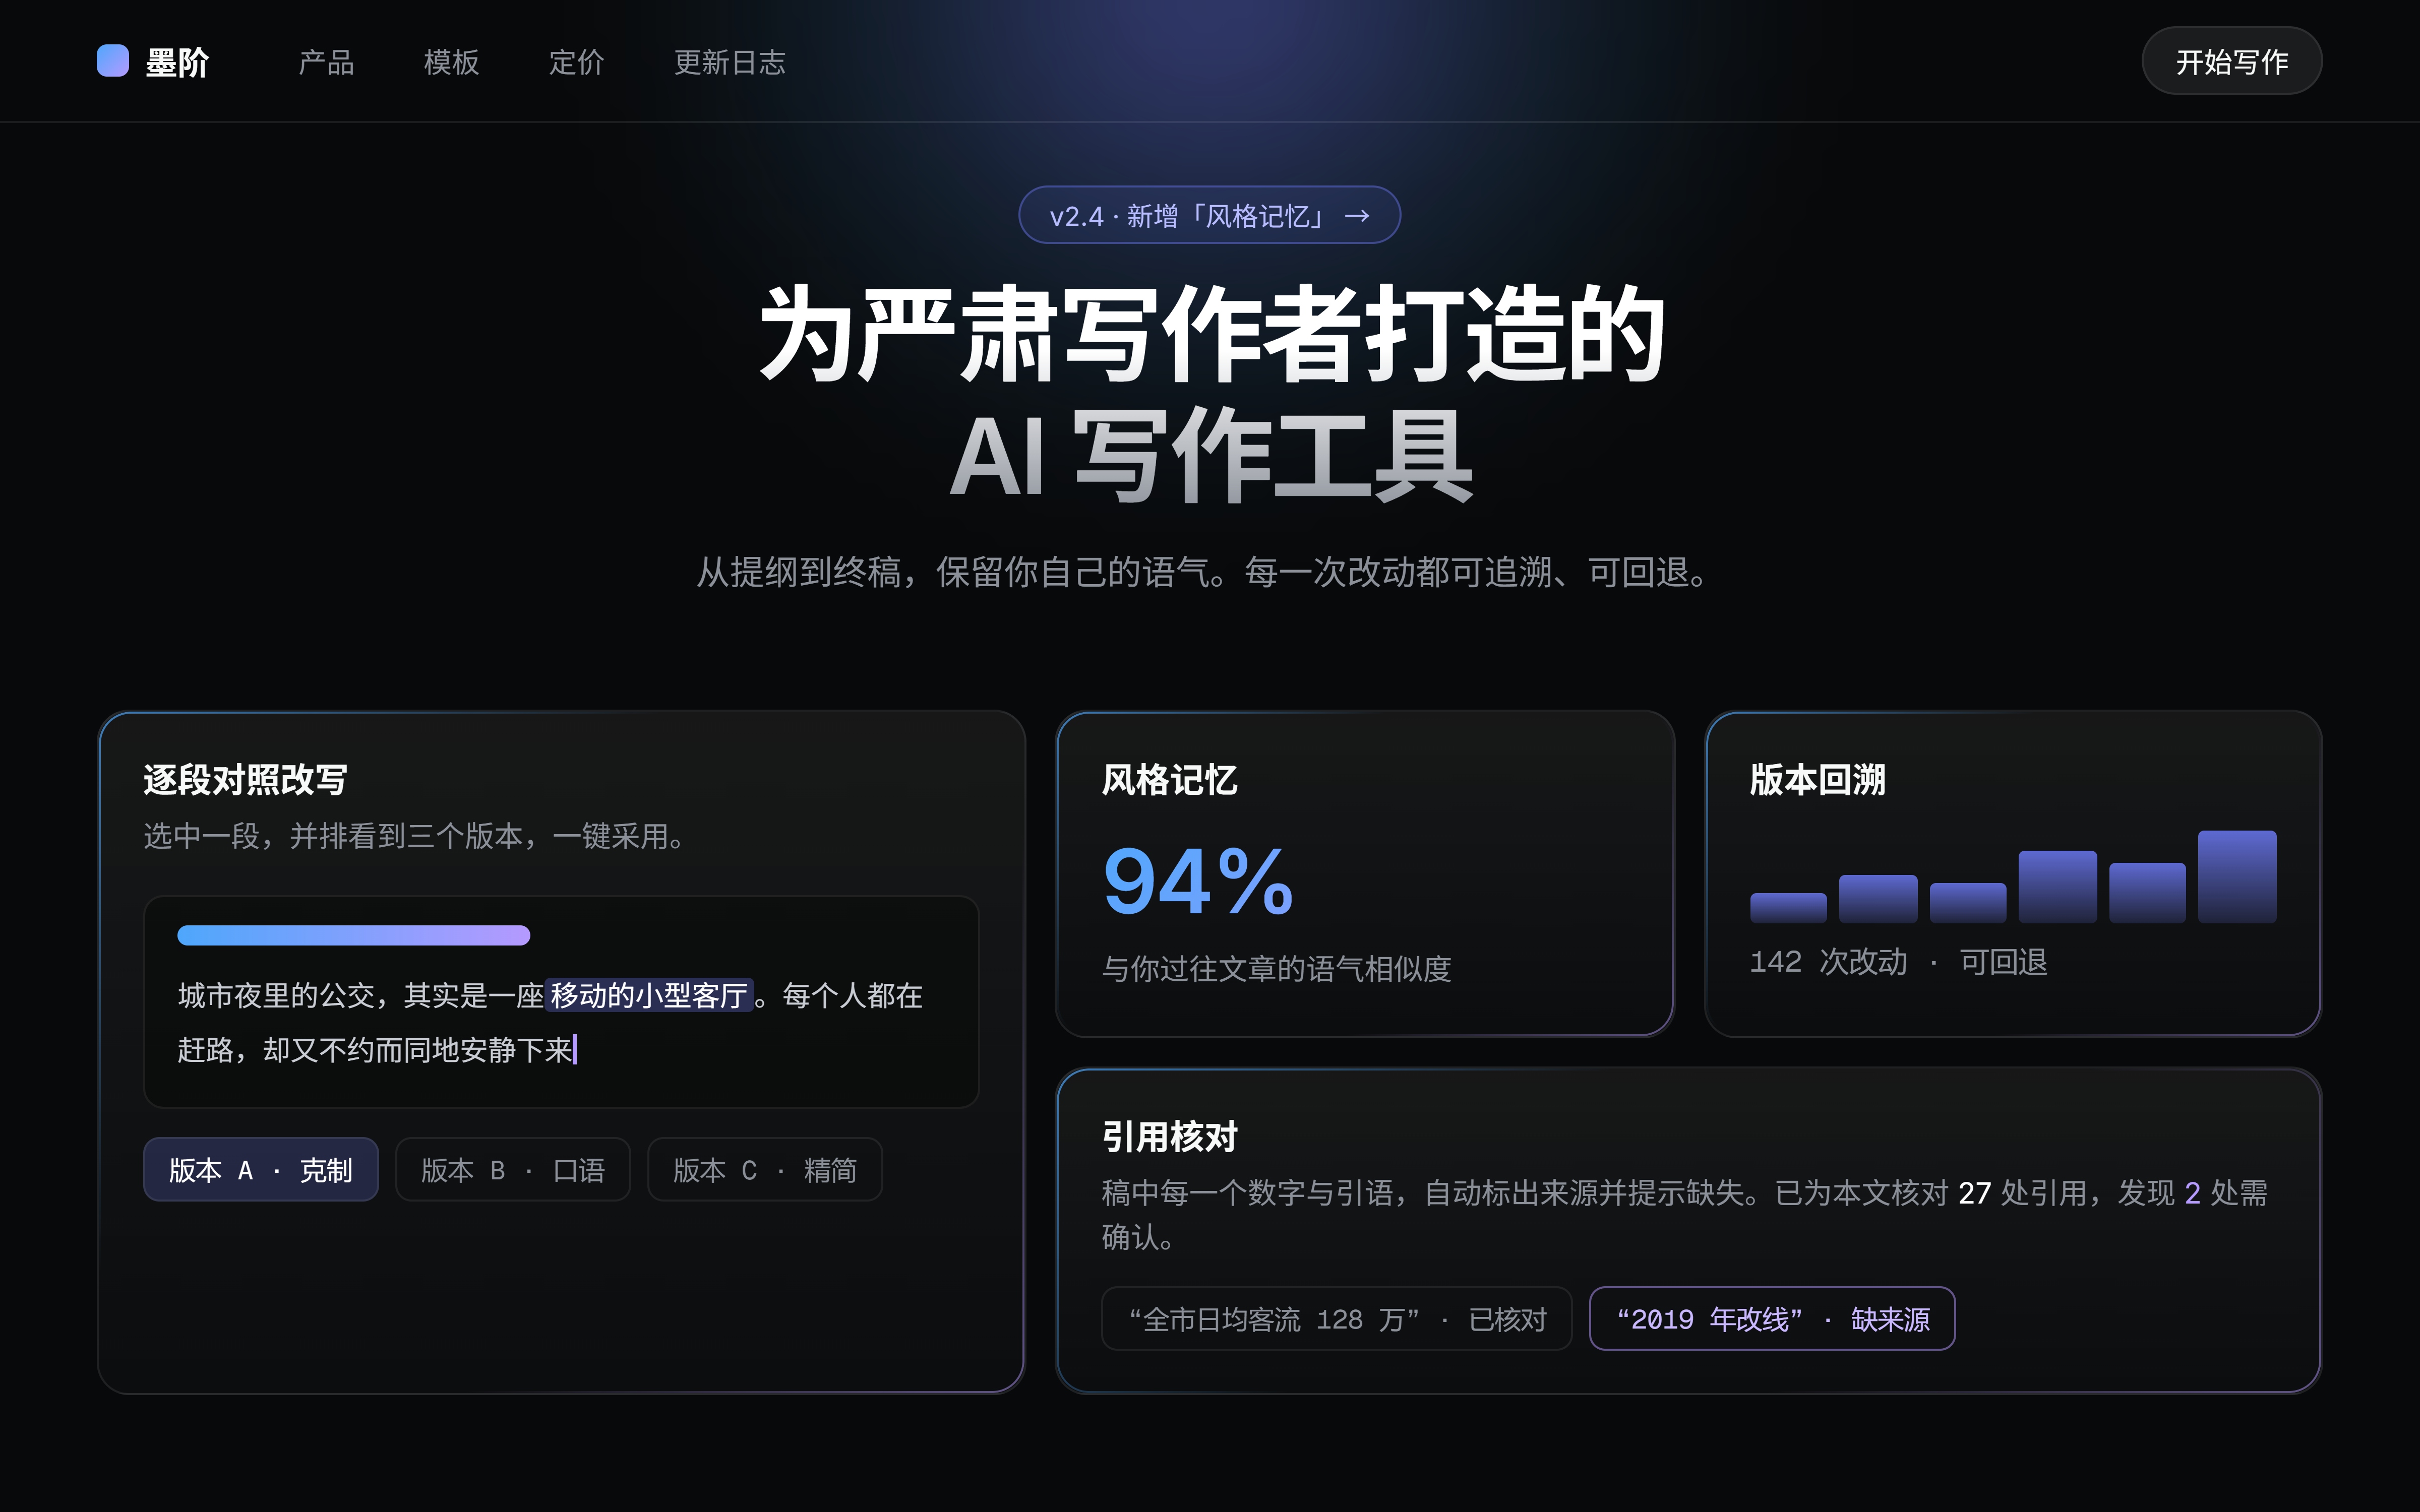 墨阶
产品
模板
定价
更新日志
开始写作
v2.4 · 新增「风格记忆」 →
为严肃写作者打造的
AI 写作工具
从提纲到终稿，保留你自己的语气。每一次改动都可追溯、可回退。
逐段对照改写
选中一段，并排看到三个版本，一键采用。
城市夜里的公交，其实是一座移动的小型客厅。每个人都在
赶路，却又不约而同地安静下来
版本 A · 克制
版本 B · 口语
版本 C · 精简
风格记忆
94%
与你过往文章的语气相似度
版本回溯
142 次改动 · 可回退
引用核对
稿中每一个数字与引语，自动标出来源并提示缺失。已为本文核对 27 处引用，发现 2 处需
确认。
“全市日均客流 128 万” · 已核对
“2019 年改线” · 缺来源